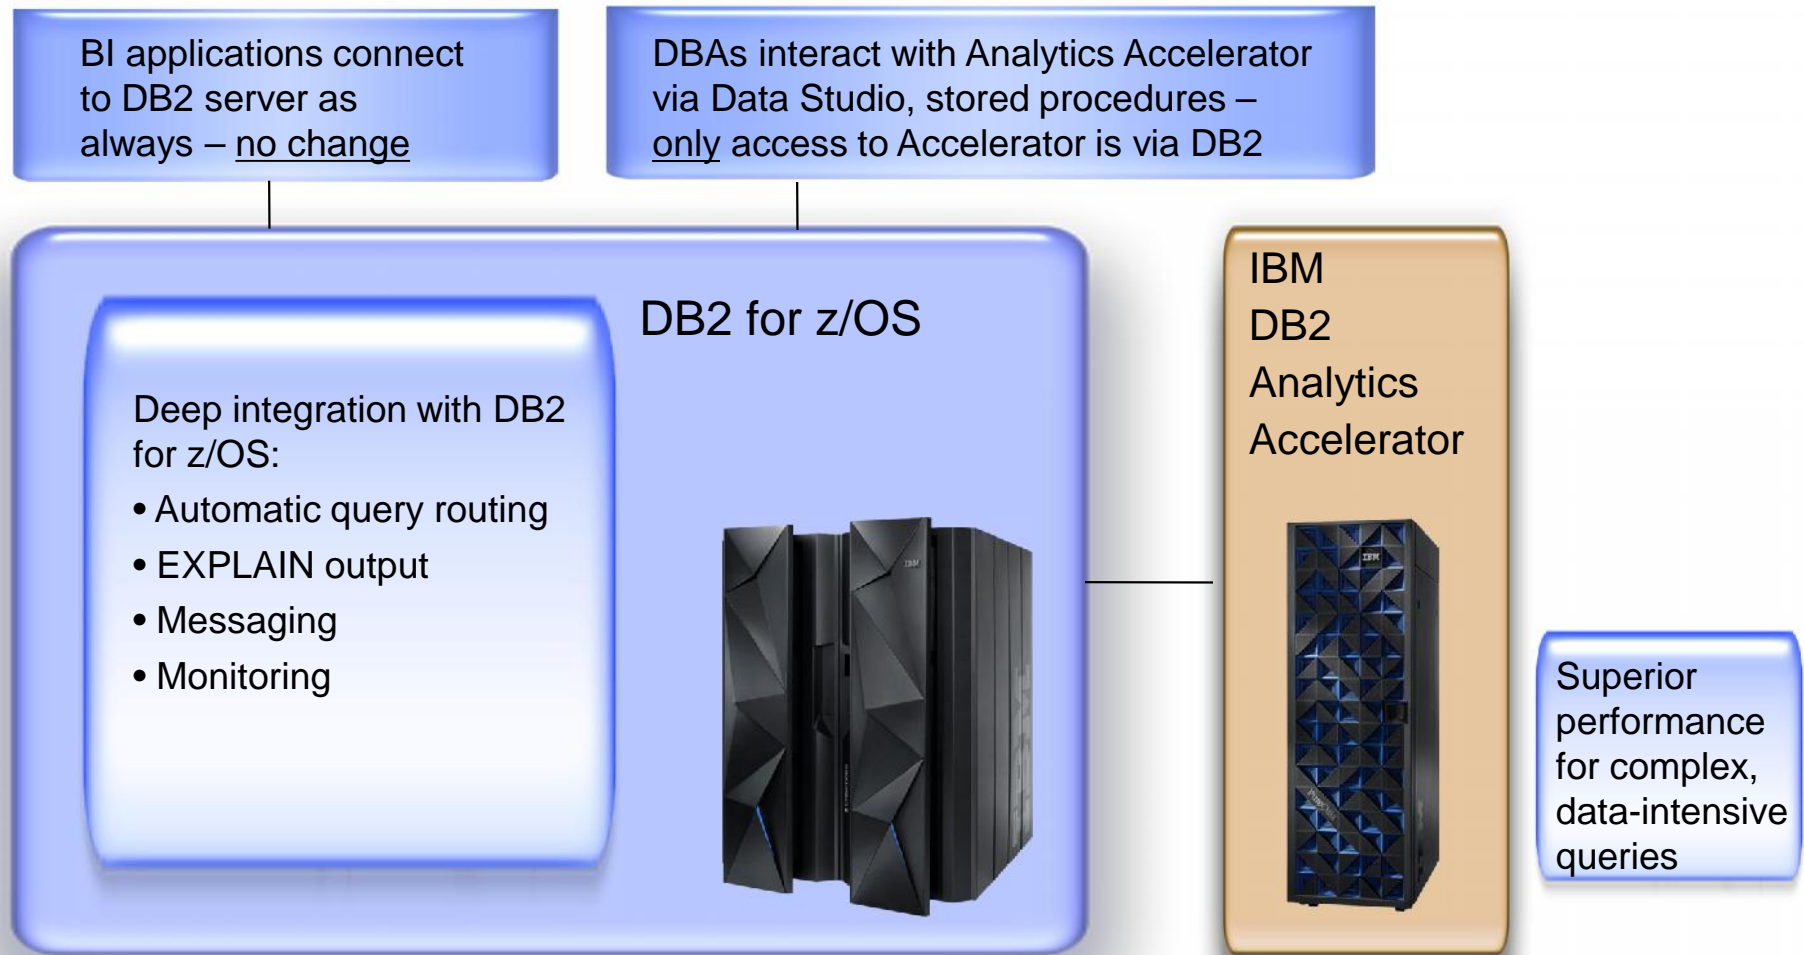 BI applications connect
to DB2 server as
always – no change
DBAs interact with Analytics Accelerator
via Data Studio, stored procedures –
only access to Accelerator is via DB2
DB2 for z/OS
Deep integration with DB2
for z/OS:
• Automatic query routing
• EXPLAIN output
• Messaging
• Monitoring
IBM
IBM
DB2
Analytics
Accelerator
IBM
Superior
performance
for complex,
data-intensive
queries